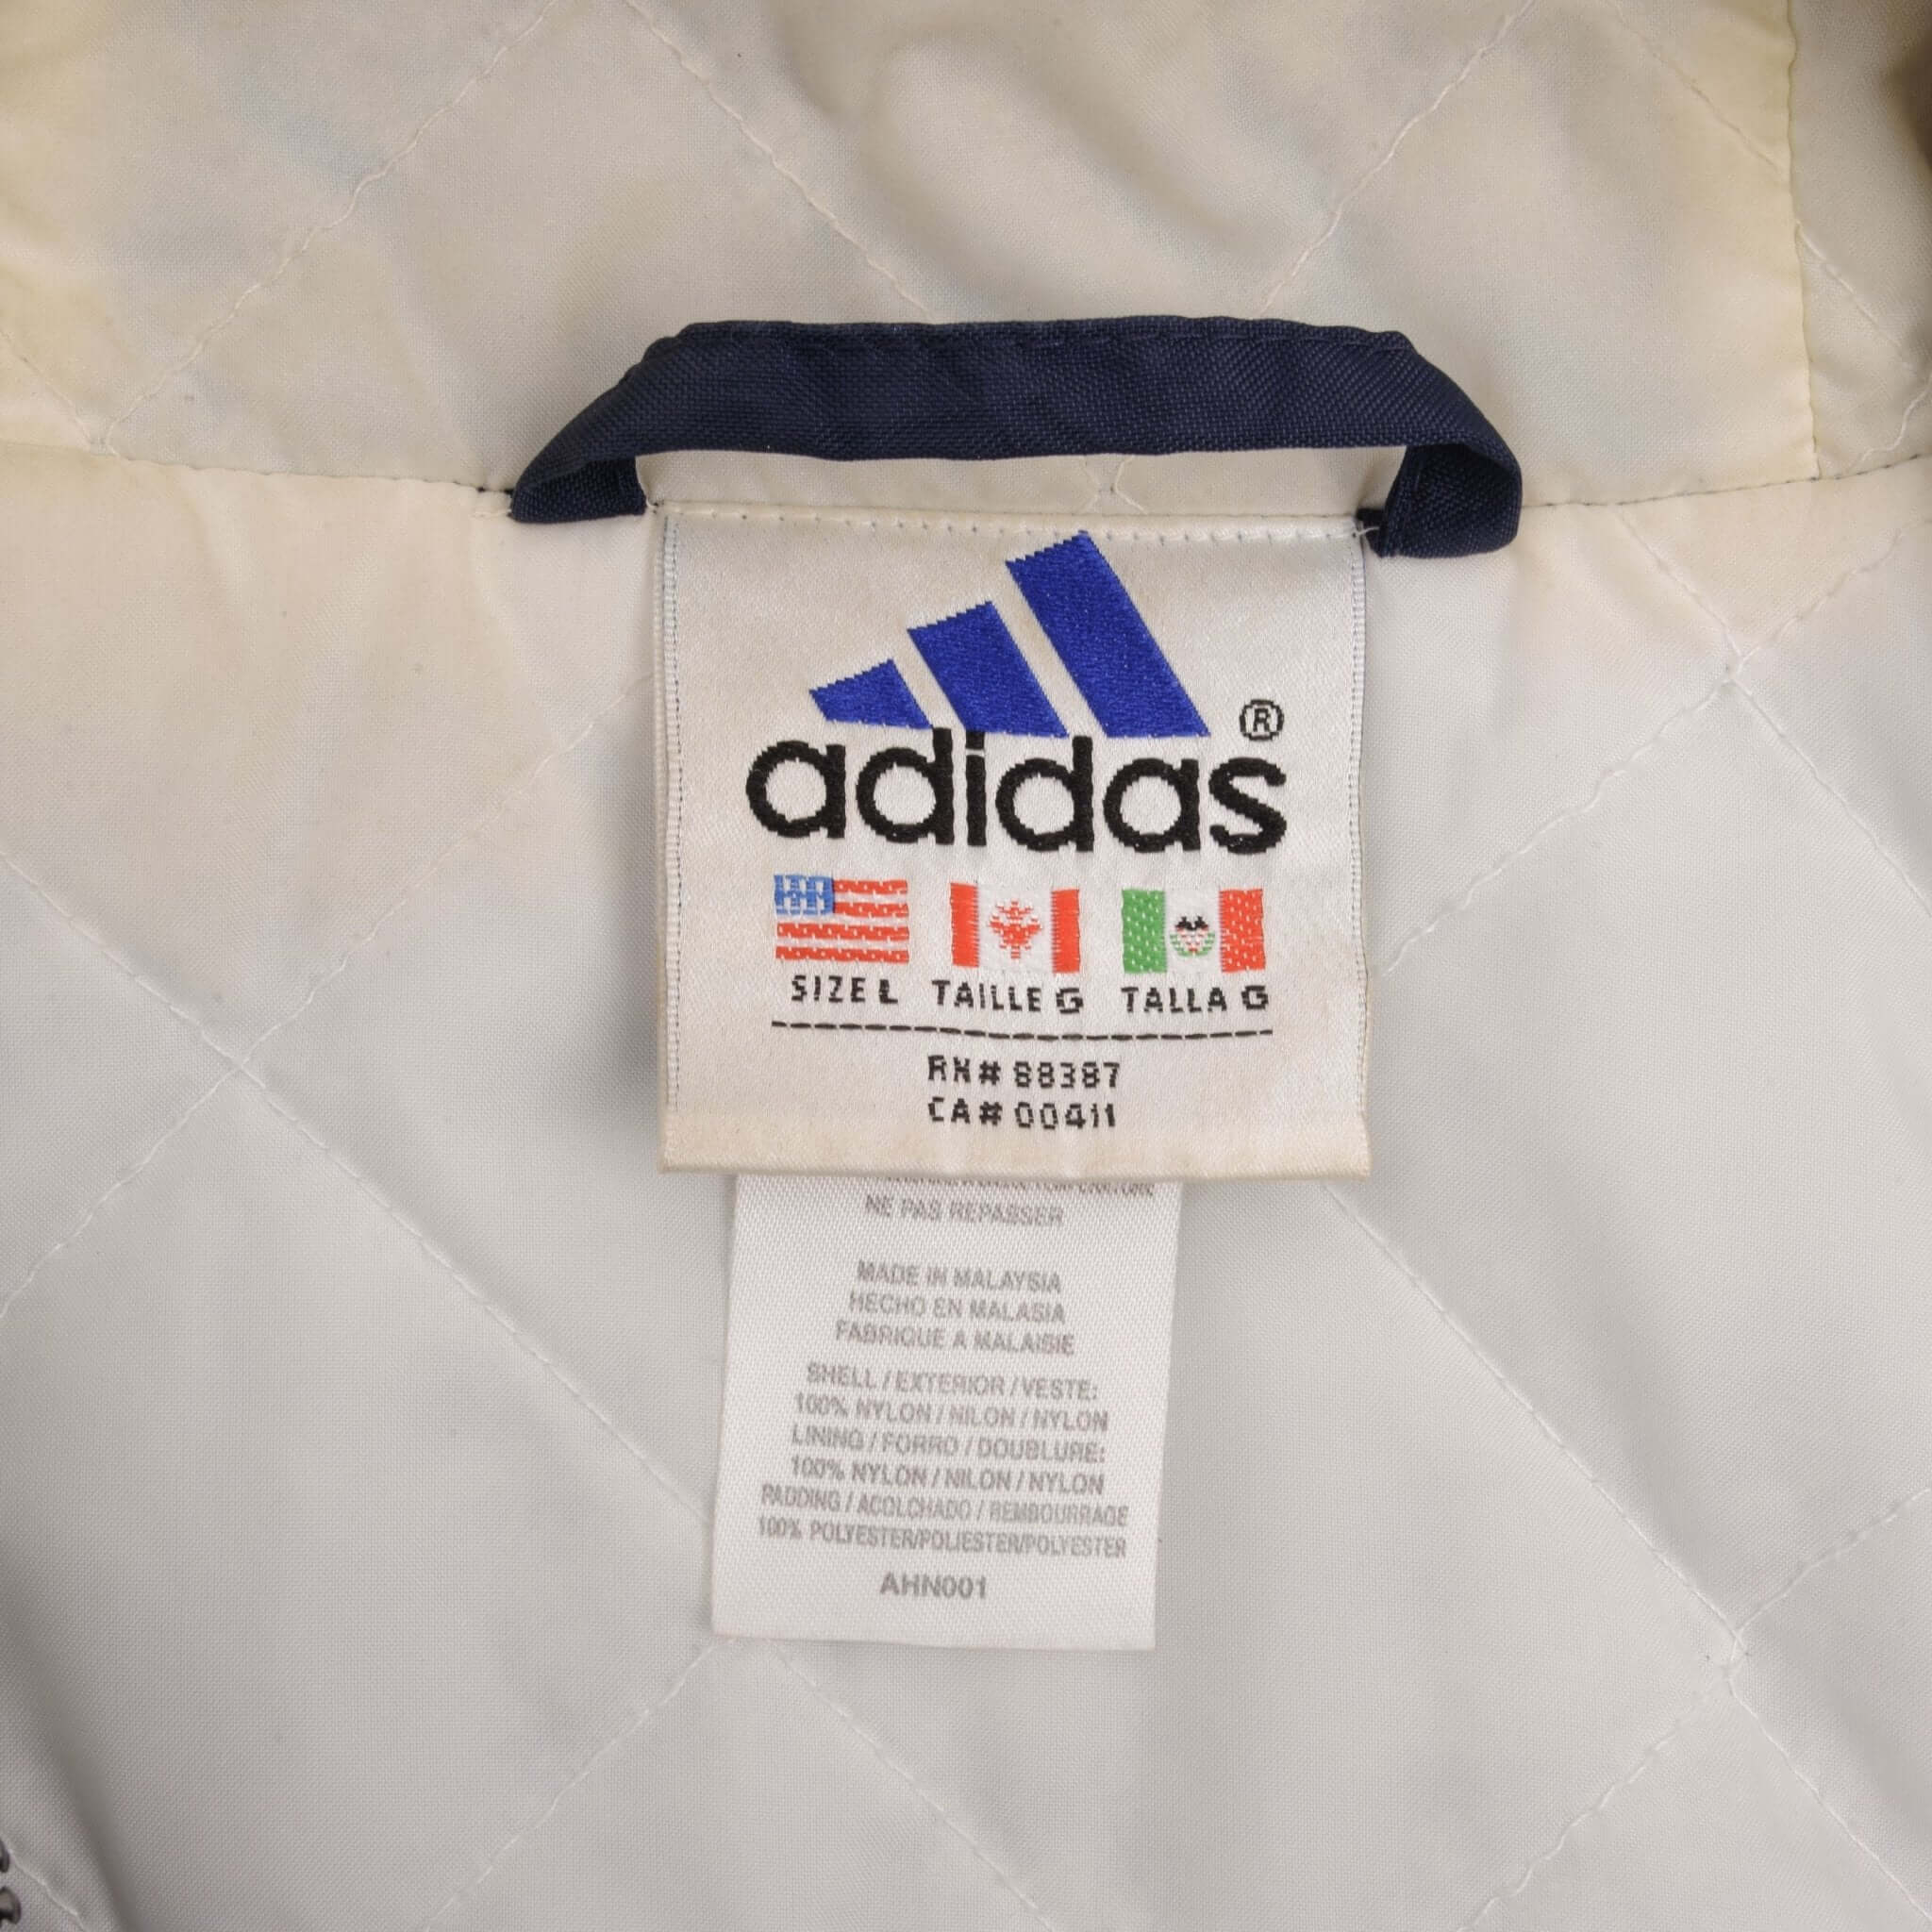 adidas ®
SIZE L TAILLE G TALLA G
RN# 88387
CA# 00411
NE PAS REPASSER
MADE IN MALAYSIA
HECHO EN MALASIA
FABRIQUE A MALAISIE
SHELL / EXTERIOR / VESTE:
100% NYLON / NILON / NYLON
LINING / FORRO / DOUBLURE:
100% NYLON / NILON / NYLON
PADDING / ACOLCHADO / REMBOURRAGE
100% POLYESTER/POLIESTER/POLYESTER
AHN001